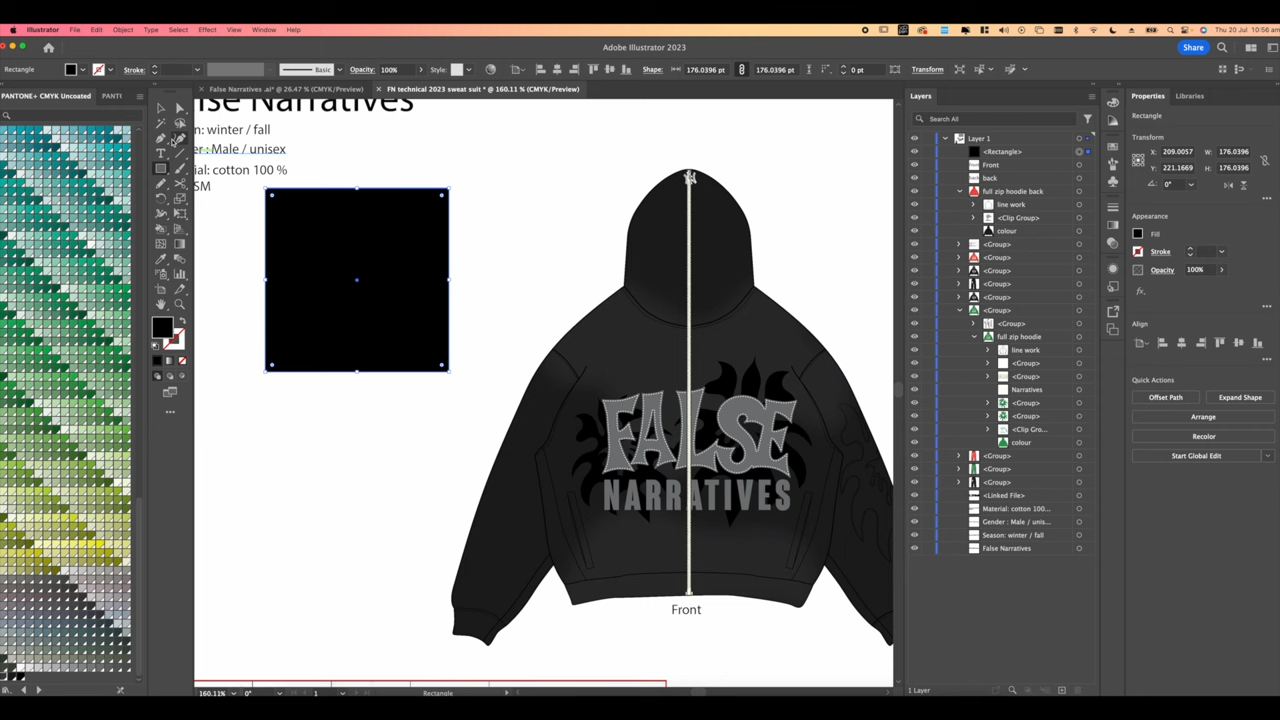 Illustrator File Edit Object Type Select Effect View Window Help
Thu 20 Jul 10:56 am
Adobe Illustrator 2023
Share
Rectangle Stroke: Basic Opacity: 100% Style: Shape: 176.0396 pt 176.0396 pt 0 pt Transform
False Narratives .ai* @ 26.47 % (CMYK/Preview)
FN technical 2023 sweat suit * @ 160.11 % (CMYK/Preview)
PANTONE+ CMYK Uncoated PANT(
lse Narratives
n: winter / fall
er : Male / unisex
ial: cotton 100 %
SM
FALSE
NARRATIVES
Front
Layers
Search All
Layer 1
<Rectangle>
Front
back
full zip hoodie back
line work
<Clip Group>
colour
<Group>
<Group>
<Group>
<Group>
<Group>
<Group>
<Group>
full zip hoodie
line work
<Group>
<Group>
Narratives
<Group>
<Group>
<Clip Gro...
colour
<Group>
<Group>
<Group>
<Linked File>
Material: cotton 100...
Gender : Male / unis...
Season: winter / fall
False Narratives
1 Layer
Properties Libraries
Rectangle
Transform
X: 209.0057 W: 176.0396
Y: 221.1669 H: 176.0396
0°
Appearance
Fill
Stroke
Opacity 100%
fx.
Align
Quick Actions
Offset Path Expand Shape
Arrange
Recolor
Start Global Edit
160.11% 0° 1 Rectangle